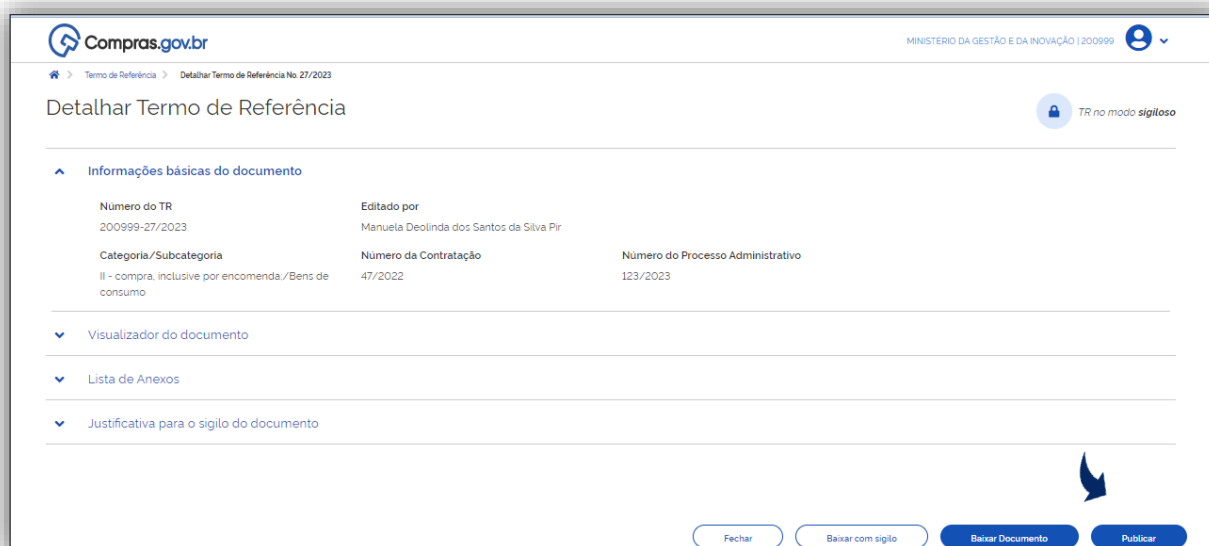 Compras.gov.br
MINISTÉRIO DA GESTÃO E DA INOVAÇÃO | 200999
Termo de Referência > Detalhar Termo de Referência No. 27/2023
Detalhar Termo de Referência
TR no modo sigiloso
Informações básicas do documento
Número do TR
Editado por
200999-27/2023
Manuela Deolinda dos Santos da Silva Pir
Categoria/Subcategoria
Número da Contratação
Número do Processo Administrativo
II - compra, inclusive por encomenda;/Bens de
consumo
47/2022
123/2023
Visualizador do documento
Lista de Anexos
Justificativa para o sigilo do documento
Fechar
Baixar com sigilo
Baixar Documento
Publicar